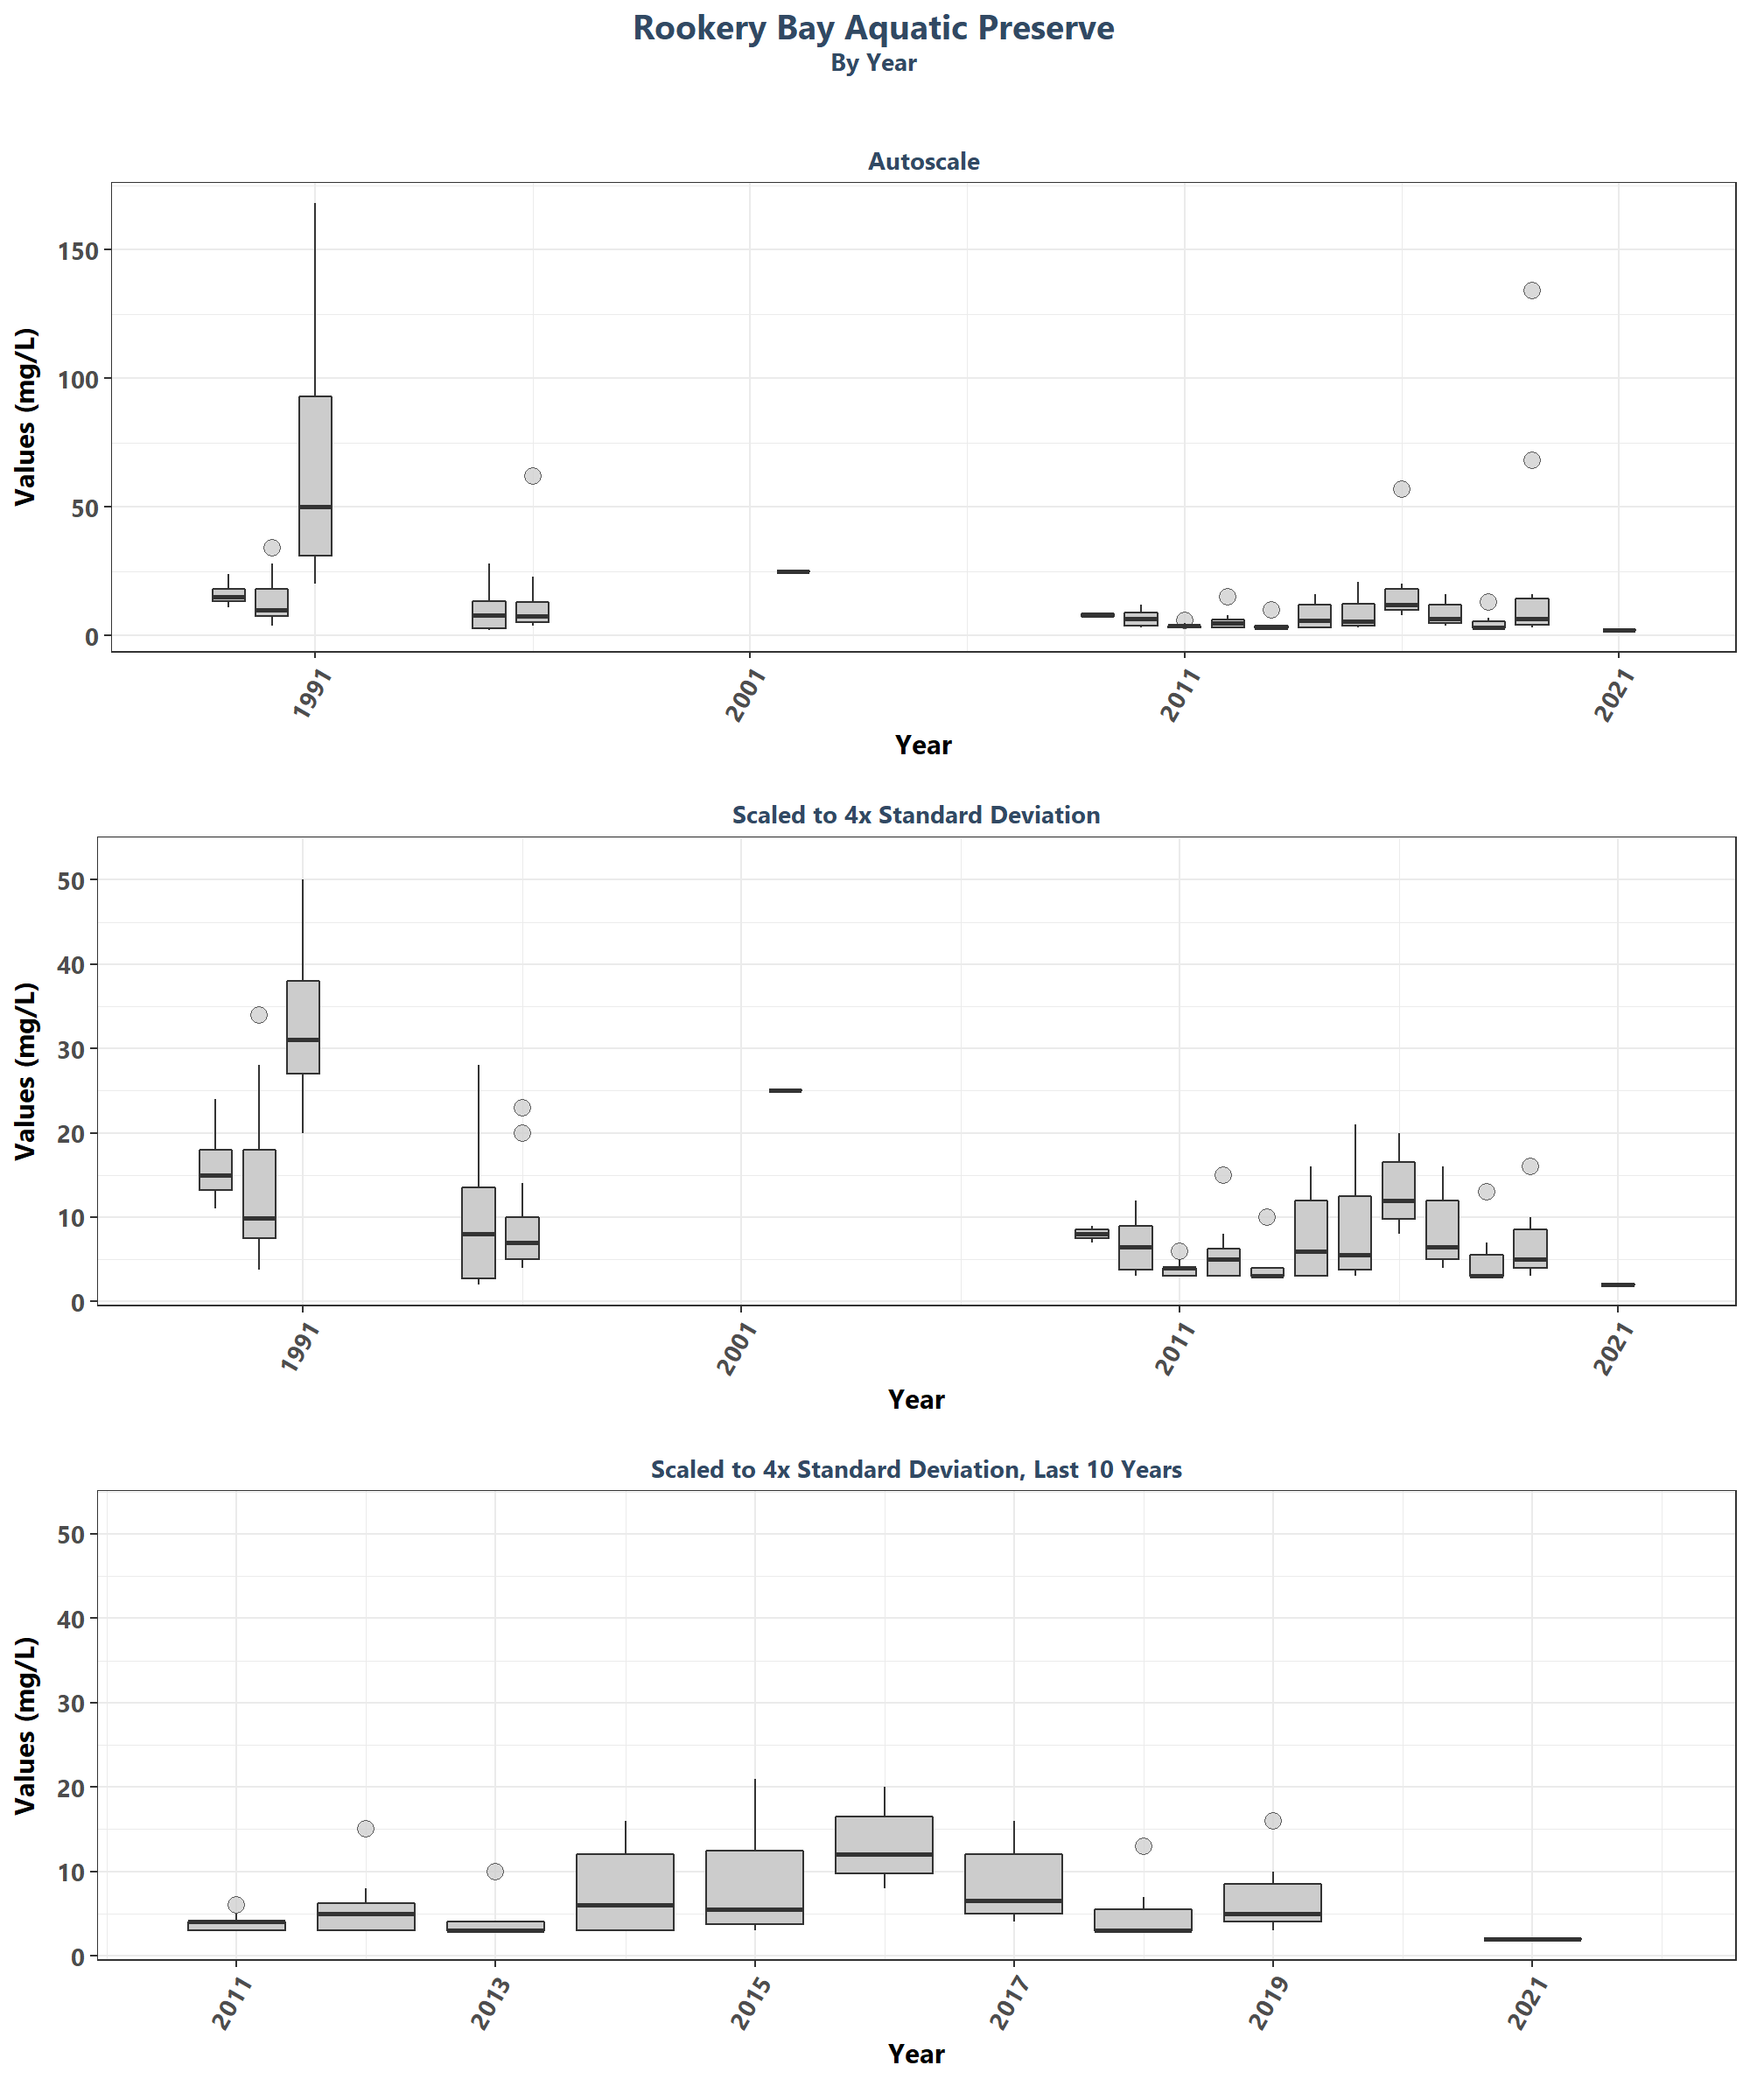 Rookery Bay Aquatic Preserve
By Year
Autoscale
Values (mg/L)
150
100
50
0
1991
2001
2011
2021
Year
Scaled to 4x Standard Deviation
Values (mg/L)
50
40
30
20
10
0
1991
2001
2011
2021
Year
Scaled to 4x Standard Deviation, Last 10 Years
Values (mg/L)
50
40
30
20
10
0
2011
2013
2015
2017
2019
2021
Year